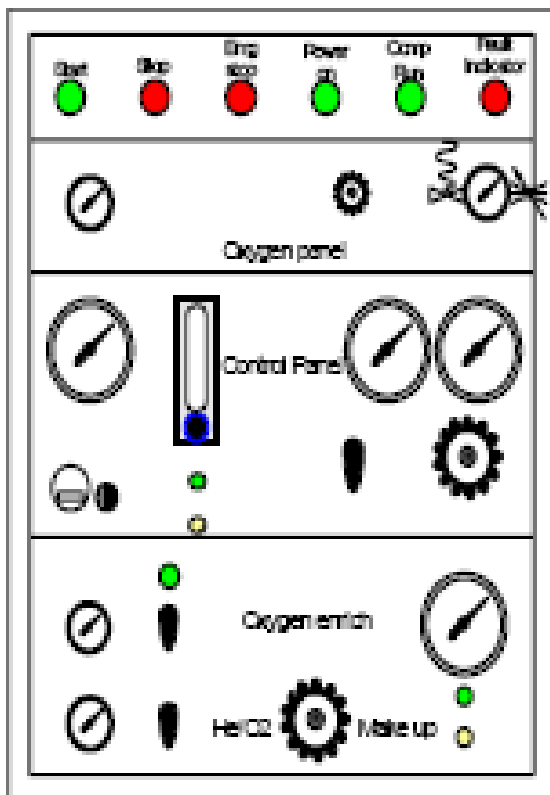 Start Stop Emg stop Power on Comp Run Fault Indicator
Oxygen panel
Control Panel
Oxygen enrich
He/O2 Make up